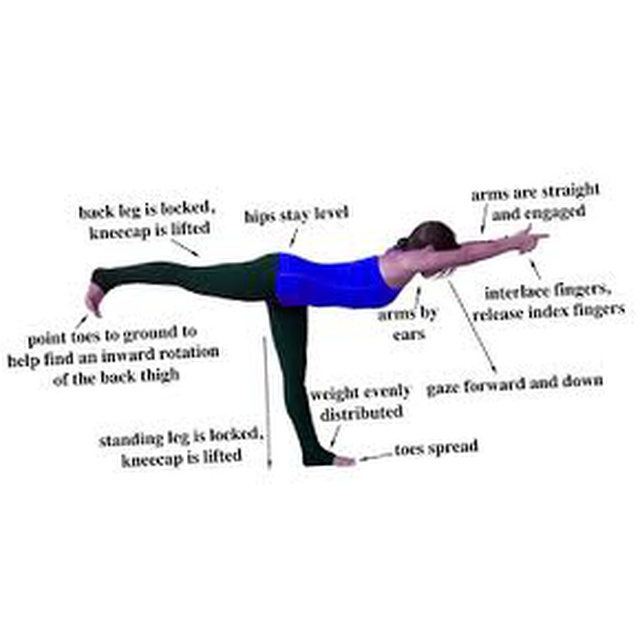 back leg is locked,
kneecap is lifted
hips stay level
arms are straight
and engaged
interlace fingers,
release index fingers
arms by
ears
gaze forward and down
point toes to ground to
help find an inward rotation
of the back thigh
weight evenly
distributed
standing leg is locked,
kneecap is lifted
toes spread